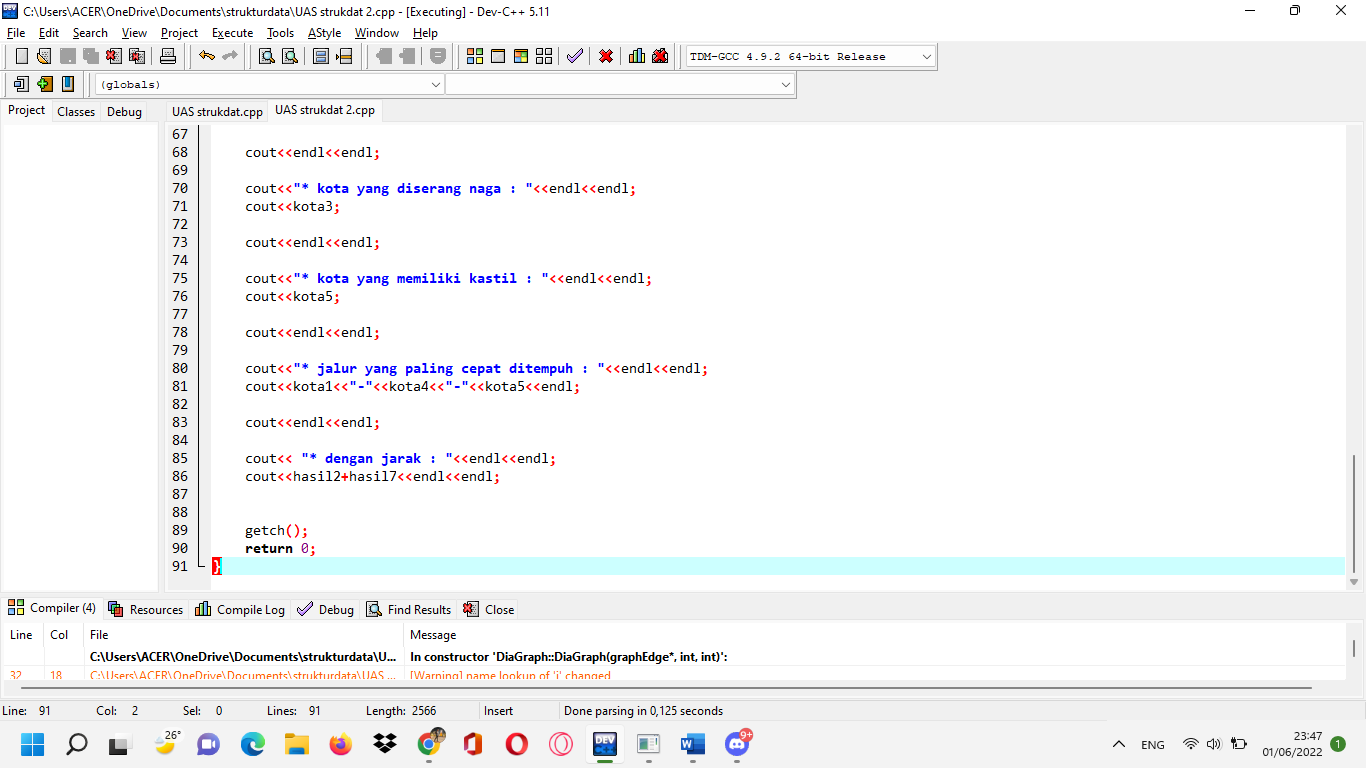 C:\Users\ACER\OneDrive\Documents\strukturdata\UAS strukdat 2.cpp - [Executing] - Dev-C++ 5.11
File Edit Search View Project Execute Tools AStyle Window Help
TDM-GCC 4.9.2 64-bit Release
(globals)
Project Classes Debug UAS strukdat.cpp UAS strukdat 2.cpp
67
68 cout<<endl<<endl;
69
70 cout<<"* kota yang diserang naga : "<<endl<<endl;
71 cout<<kota3;
72
73 cout<<endl<<endl;
74
75 cout<<"* kota yang memiliki kastil : "<<endl<<endl;
76 cout<<kota5;
77
78 cout<<endl<<endl;
79
80 cout<<"* jalur yang paling cepat ditempuh : "<<endl<<endl;
81 cout<<kota1<<"-"<<kota4<<"-"<<kota5<<endl;
82
83 cout<<endl<<endl;
84
85 cout<< "* dengan jarak : "<<endl<<endl;
86 cout<<hasil2+hasil7<<endl<<endl;
87
88
89 getch();
90 return 0;
91 }
Compiler (4) Resources Compile Log Debug Find Results Close
Line Col File Message
C:\Users\ACER\OneDrive\Documents\strukturdata\U... In constructor 'DiaGraph::DiaGraph(graphEdge*, int, int)':
32 18 C:\Users\ACER\OneDrive\Documents\strukturdata\UAS ... [Warning] name lookup of 'i' changed
Line: 91 Col: 2 Sel: 0 Lines: 91 Length: 2566 Insert Done parsing in 0,125 seconds
26° 9+ ENG 23:47
01/06/2022 1